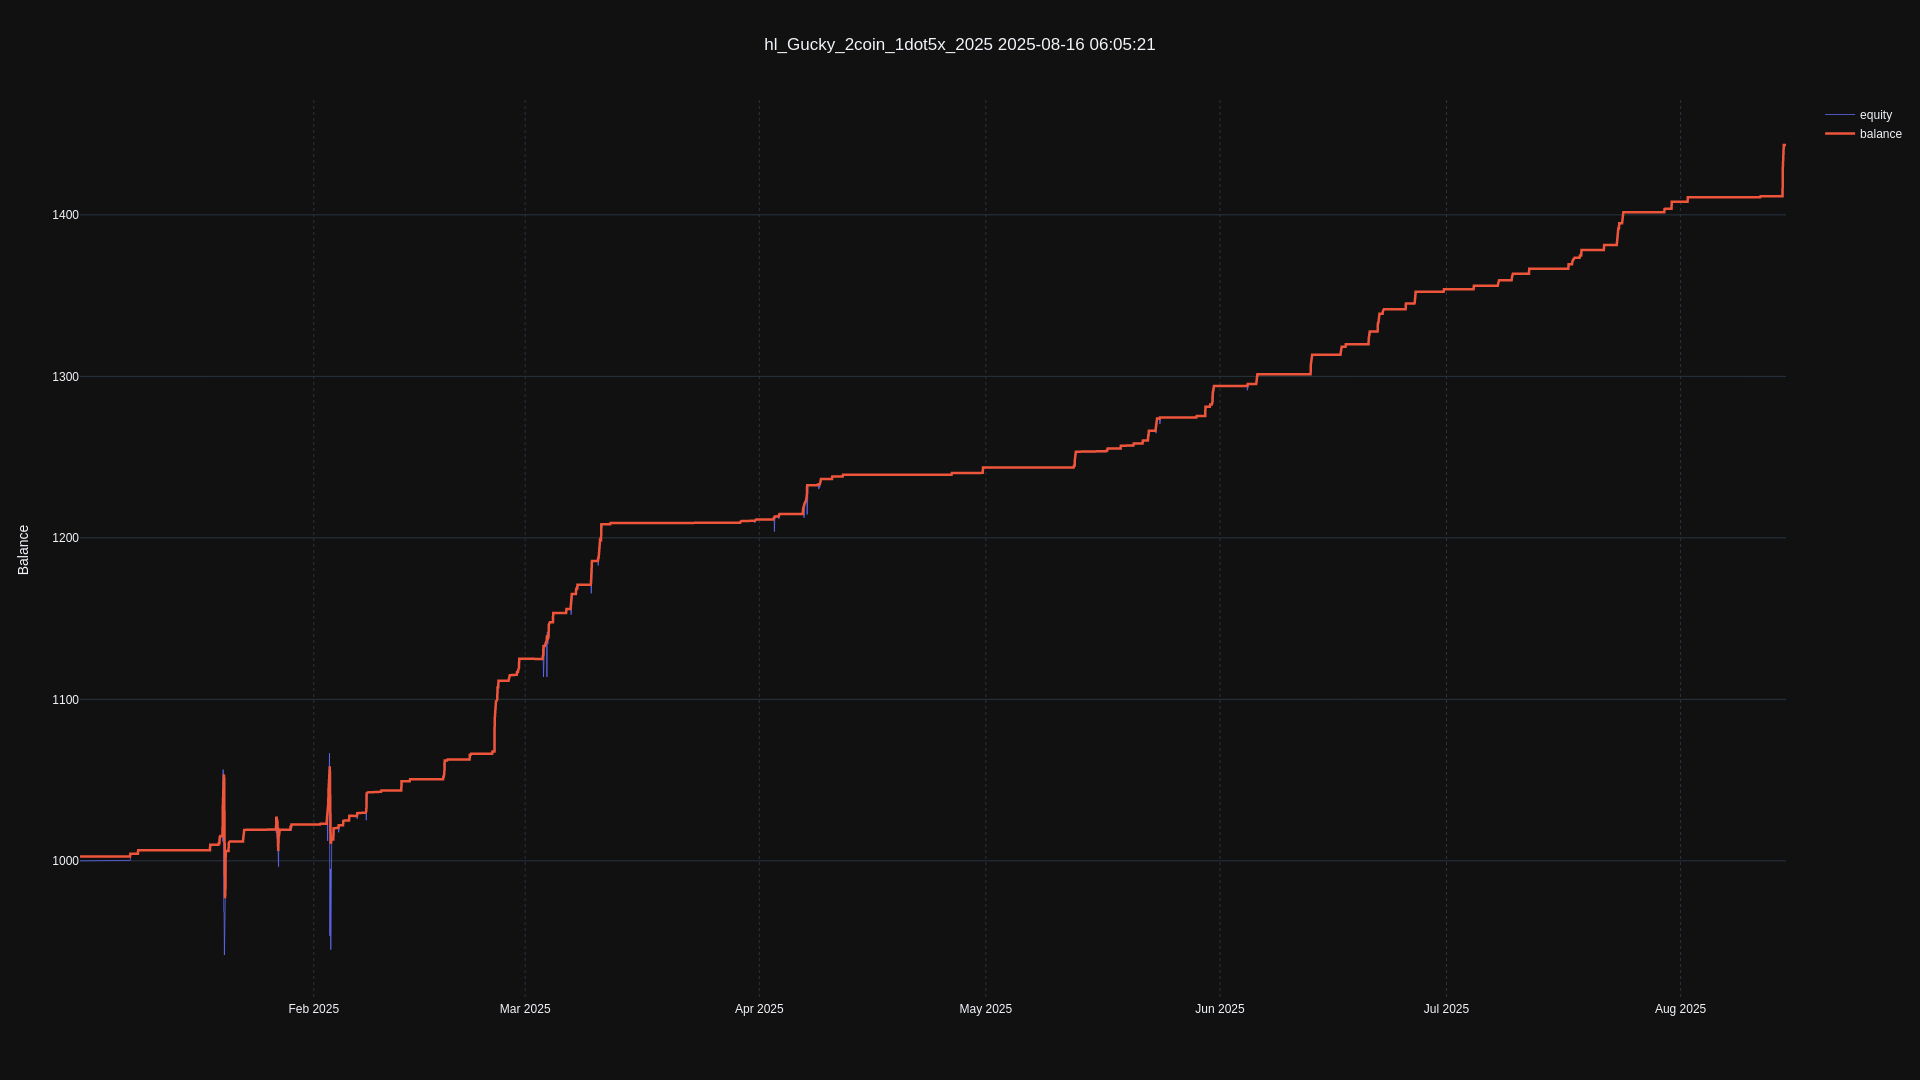 hl_Gucky_2coin_1dot5x_2025 2025-08-16 06:05:21
equity
balance
1400
1300
1200
1100
1000
Balance
Feb 2025
Mar 2025
Apr 2025
May 2025
Jun 2025
Jul 2025
Aug 2025